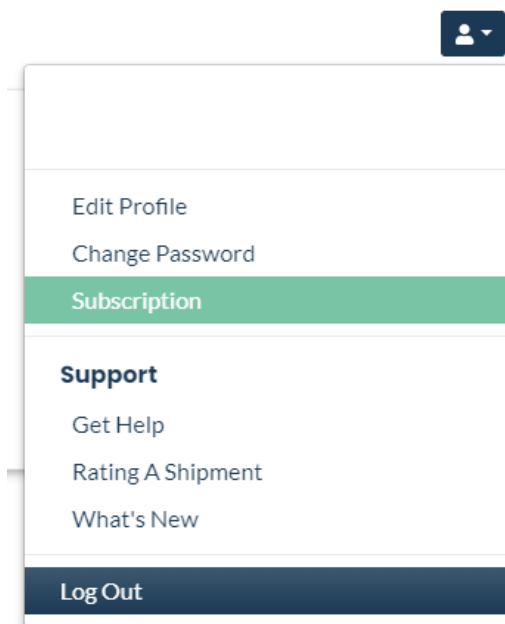 Edit Profile
Change Password
Subscription
Support
Get Help
Rating A Shipment
What's New
Log Out